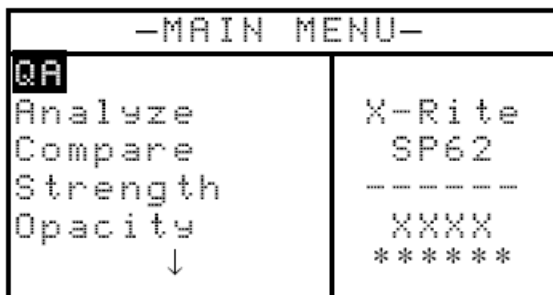 —MAIN MENU—
QA
Analyze
Compare
Strength
Opacity
↓
X-Rite
SP62
------
XXXX
******